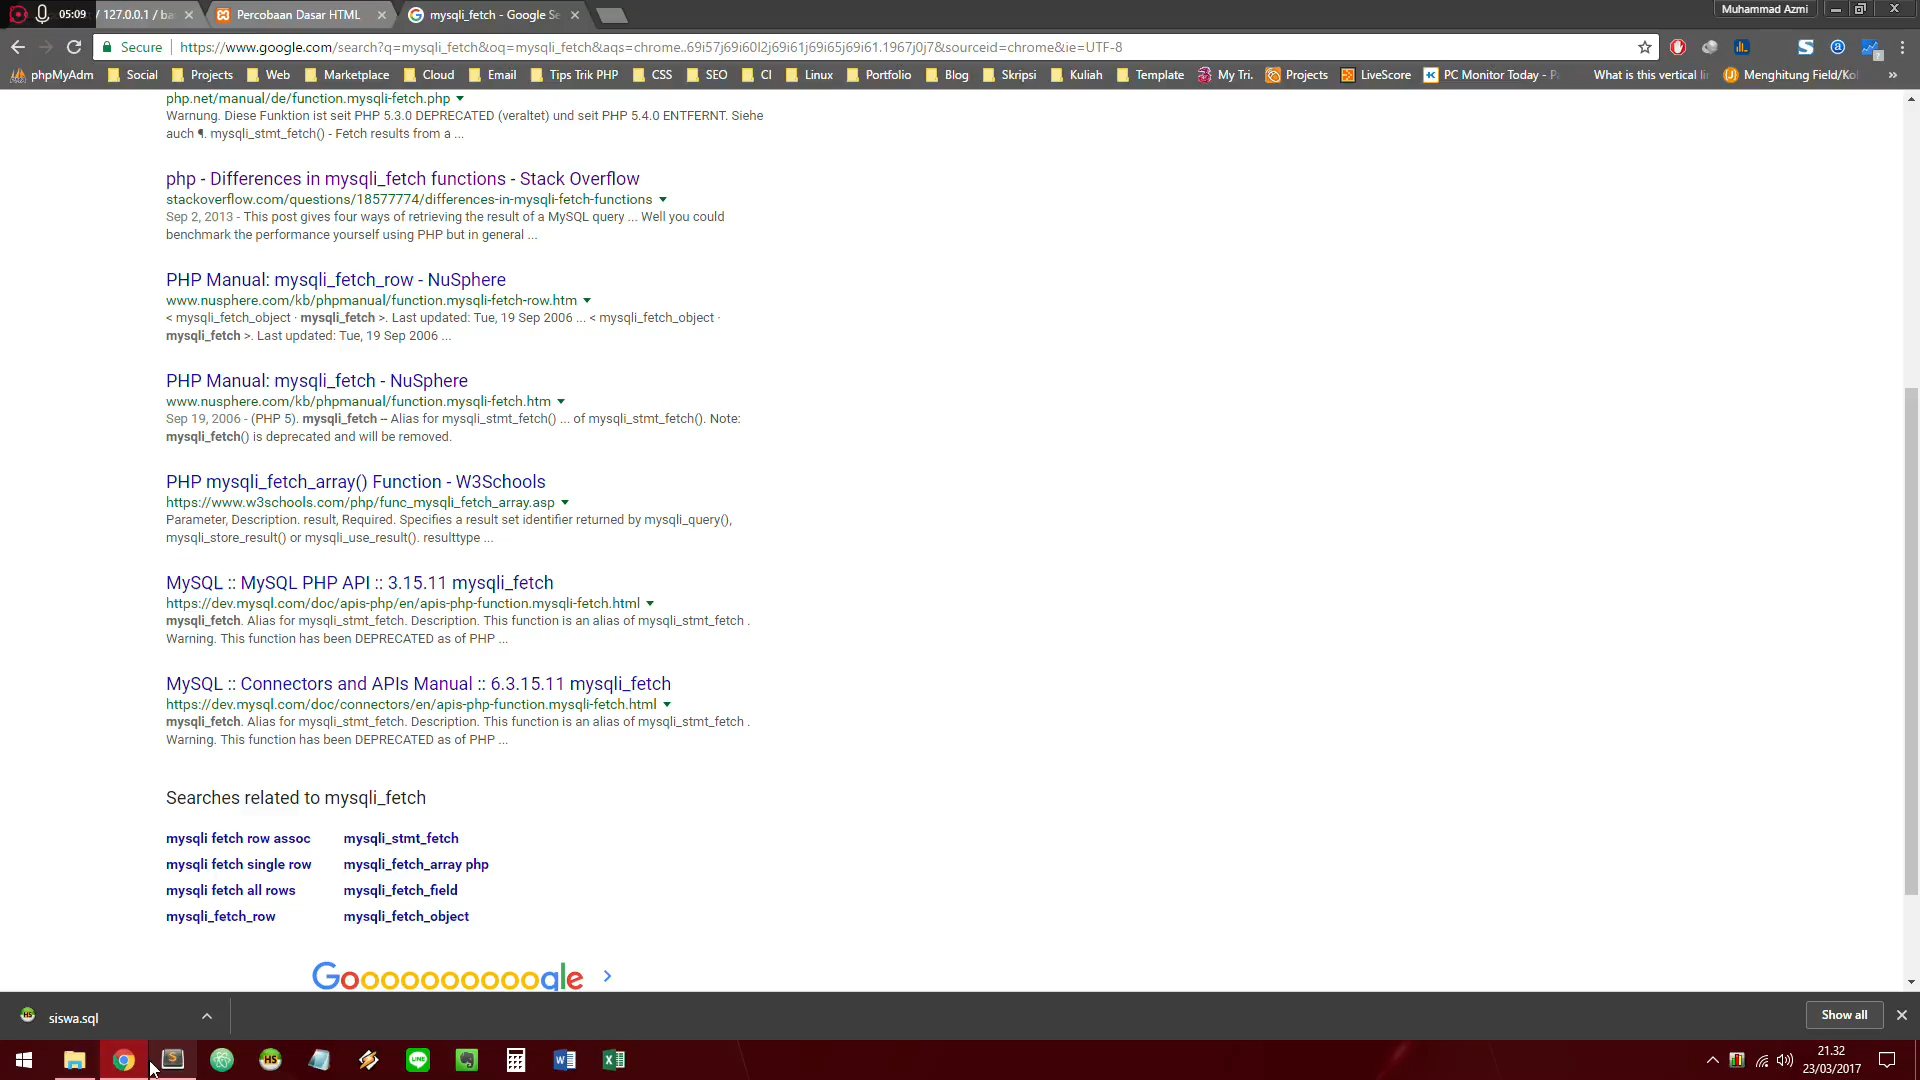 05:09
/ 127.0.0.1 / ba
Percobaan Dasar HTML
mysqli_fetch - Google Se
Muhammad Azmi
Secure
https://www.google.com/search?q=mysqli_fetch&oq=mysqli_fetch&aqs=chrome..69i57j69i60l2j69i61j69i65j69i61.1967j0j7&sourceid=chrome&ie=UTF-8
phpMyAdm Social Projects Web Marketplace Cloud Email Tips Trik PHP CSS SEO CI Linux Portfolio Blog Skripsi Kuliah Template My Tri. Projects LiveScore PC Monitor Today - Pa What is this vertical li Menghitung Field/Kol »
php.net/manual/de/function.mysqli-fetch.php
Warnung. Diese Funktion ist seit PHP 5.3.0 DEPRECATED (veraltet) und seit PHP 5.4.0 ENTFERNT. Siehe
auch ¶. mysqli_stmt_fetch() - Fetch results from a ...
php - Differences in mysqli_fetch functions - Stack Overflow
stackoverflow.com/questions/18577774/differences-in-mysqli-fetch-functions
Sep 2, 2013 - This post gives four ways of retrieving the result of a MySQL query ... Well you could
benchmark the performance yourself using PHP but in general ...
PHP Manual: mysqli_fetch_row - NuSphere
www.nusphere.com/kb/phpmanual/function.mysqli-fetch-row.htm
< mysqli_fetch_object · mysqli_fetch >. Last updated: Tue, 19 Sep 2006 ... < mysqli_fetch_object ·
mysqli_fetch >. Last updated: Tue, 19 Sep 2006 ...
PHP Manual: mysqli_fetch - NuSphere
www.nusphere.com/kb/phpmanual/function.mysqli-fetch.htm
Sep 19, 2006 - (PHP 5). mysqli_fetch -- Alias for mysqli_stmt_fetch() ... of mysqli_stmt_fetch(). Note:
mysqli_fetch() is deprecated and will be removed.
PHP mysqli_fetch_array() Function - W3Schools
https://www.w3schools.com/php/func_mysqli_fetch_array.asp
Parameter, Description. result, Required. Specifies a result set identifier returned by mysqli_query(),
mysqli_store_result() or mysqli_use_result(). resulttype ...
MySQL :: MySQL PHP API :: 3.15.11 mysqli_fetch
https://dev.mysql.com/doc/apis-php/en/apis-php-function.mysqli-fetch.html
mysqli_fetch. Alias for mysqli_stmt_fetch. Description. This function is an alias of mysqli_stmt_fetch .
Warning. This function has been DEPRECATED as of PHP ...
MySQL :: Connectors and APIs Manual :: 6.3.15.11 mysqli_fetch
https://dev.mysql.com/doc/connectors/en/apis-php-function.mysqli-fetch.html
mysqli_fetch. Alias for mysqli_stmt_fetch. Description. This function is an alias of mysqli_stmt_fetch .
Warning. This function has been DEPRECATED as of PHP ...
Searches related to mysqli_fetch
mysqli fetch row assoc mysqli_stmt_fetch
mysqli fetch single row mysqli_fetch_array php
mysqli fetch all rows mysqli_fetch_field
mysqli_fetch_row mysqli_fetch_object
Goooooooooogle >
siswa.sql
Show all
21.32
23/03/2017